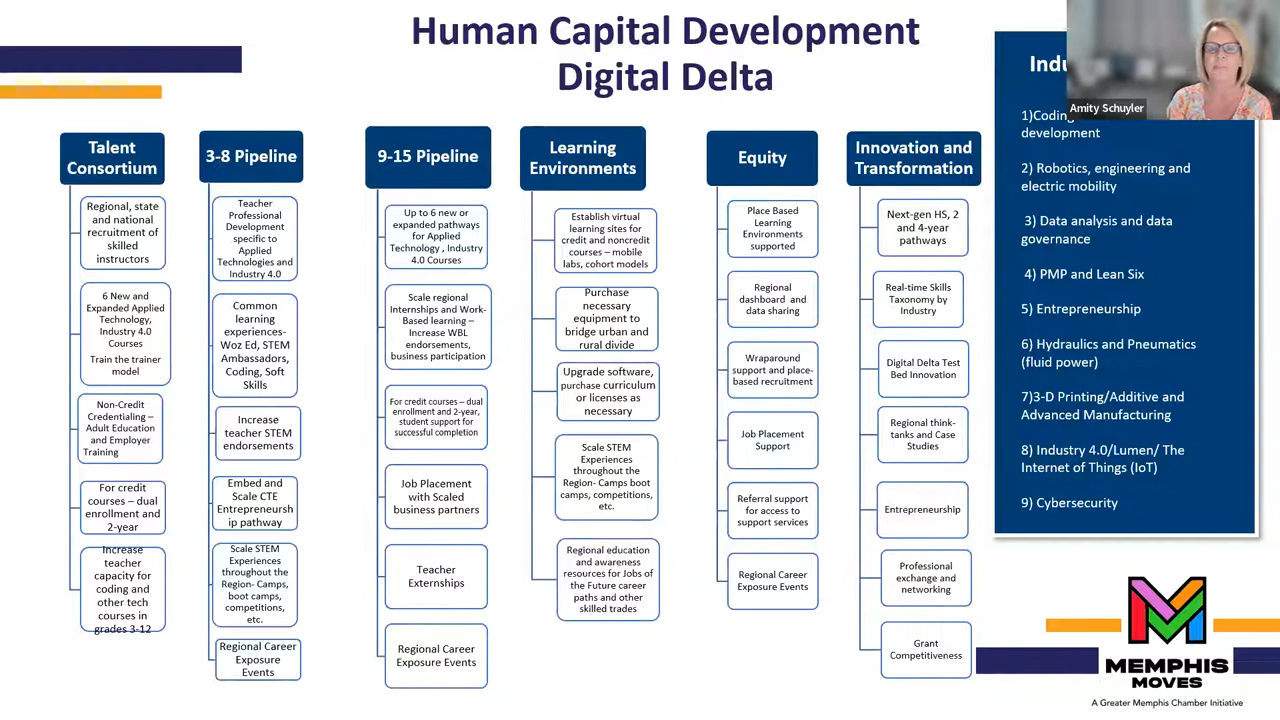 Human Capital Development
Digital Delta
Amity Schuyler
Talent
Consortium
Regional, state
and national
recruitment of
skilled
instructors
6 New and
Expanded Applied
Technology,
Industry 4.0
Courses
Train the trainer
model
Non-Credit
Credentialing –
Adult Education
and Employer
Training
For credit
courses – dual
enrollment and
2-year
Increase
teacher
capacity for
coding and
other tech
courses in
grades 3-12
3-8 Pipeline
Teacher
Professional
Development
specific to
Applied
Technologies and
Industry 4.0
Common
learning
experiences-
Woz Ed, STEM
Ambassadors,
Coding, Soft
Skills
Increase
teacher STEM
endorsements
Embed and
Scale CTE
Entrepreneursh
ip pathway
Scale STEM
Experiences
throughout the
Region- Camps,
boot camps,
competitions,
etc.
Regional Career
Exposure
Events
9-15 Pipeline
Up to 6 new or
expanded pathways
for Applied
Technology , Industry
4.0 Courses
Scale regional
Internships and Work-
Based learning –
Increase WBL
endorsements,
business participation
For credit courses – dual
enrollment and 2-year,
student support for
successful completion
Job Placement
with Scaled
business partners
Teacher
Externships
Regional Career
Exposure Events
Learning
Environments
Establish virtual
learning sites for
credit and noncredit
courses – mobile
labs, cohort models
Purchase
necessary
equipment to
bridge urban and
rural divide
Upgrade software,
purchase curriculum
or licenses as
necessary
Scale STEM
Experiences
throughout the
Region- Camps boot
camps, competitions,
etc.
Regional education
and awareness
resources for Jobs of
the Future career
paths and other
skilled trades
Equity
Place Based
Learning
Environments
supported
Regional
dashboard and
data sharing
Wraparound
support and place-
based recruitment
Job Placement
Support
Referral support
for access to
support services
Regional Career
Exposure Events
Innovation and
Transformation
Next-gen HS, 2
and 4-year
pathways
Real-time Skills
Taxonomy by
Industry
Digital Delta Test
Bed Innovation
Regional think-
tanks and Case
Studies
Entrepreneurship
Professional
exchange and
networking
Grant
Competitiveness
1)Coding
development
2) Robotics, engineering and
electric mobility
3) Data analysis and data
governance
4) PMP and Lean Six
5) Entrepreneurship
6) Hydraulics and Pneumatics
(fluid power)
7)3-D Printing/Additive and
Advanced Manufacturing
8) Industry 4.0/Lumen/ The
Internet of Things (IoT)
9) Cybersecurity
MEMPHIS
MOVES
A Greater Memphis Chamber Initiative